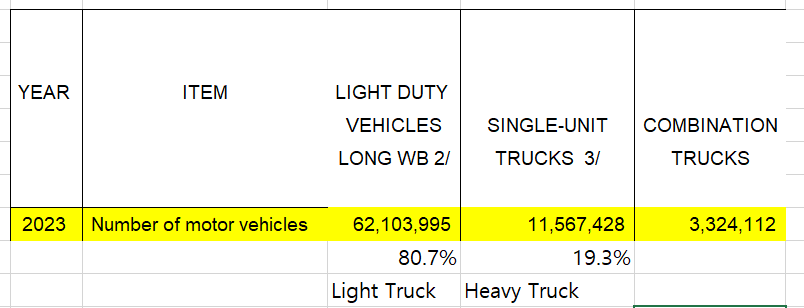 YEAR ITEM LIGHT DUTY
VEHICLES SINGLE-UNIT COMBINATION
LONG WB 2/ TRUCKS 3/ TRUCKS
2023 Number of motor vehicles 62,103,995 11,567,428 3,324,112
80.7% 19.3%
Light Truck Heavy Truck